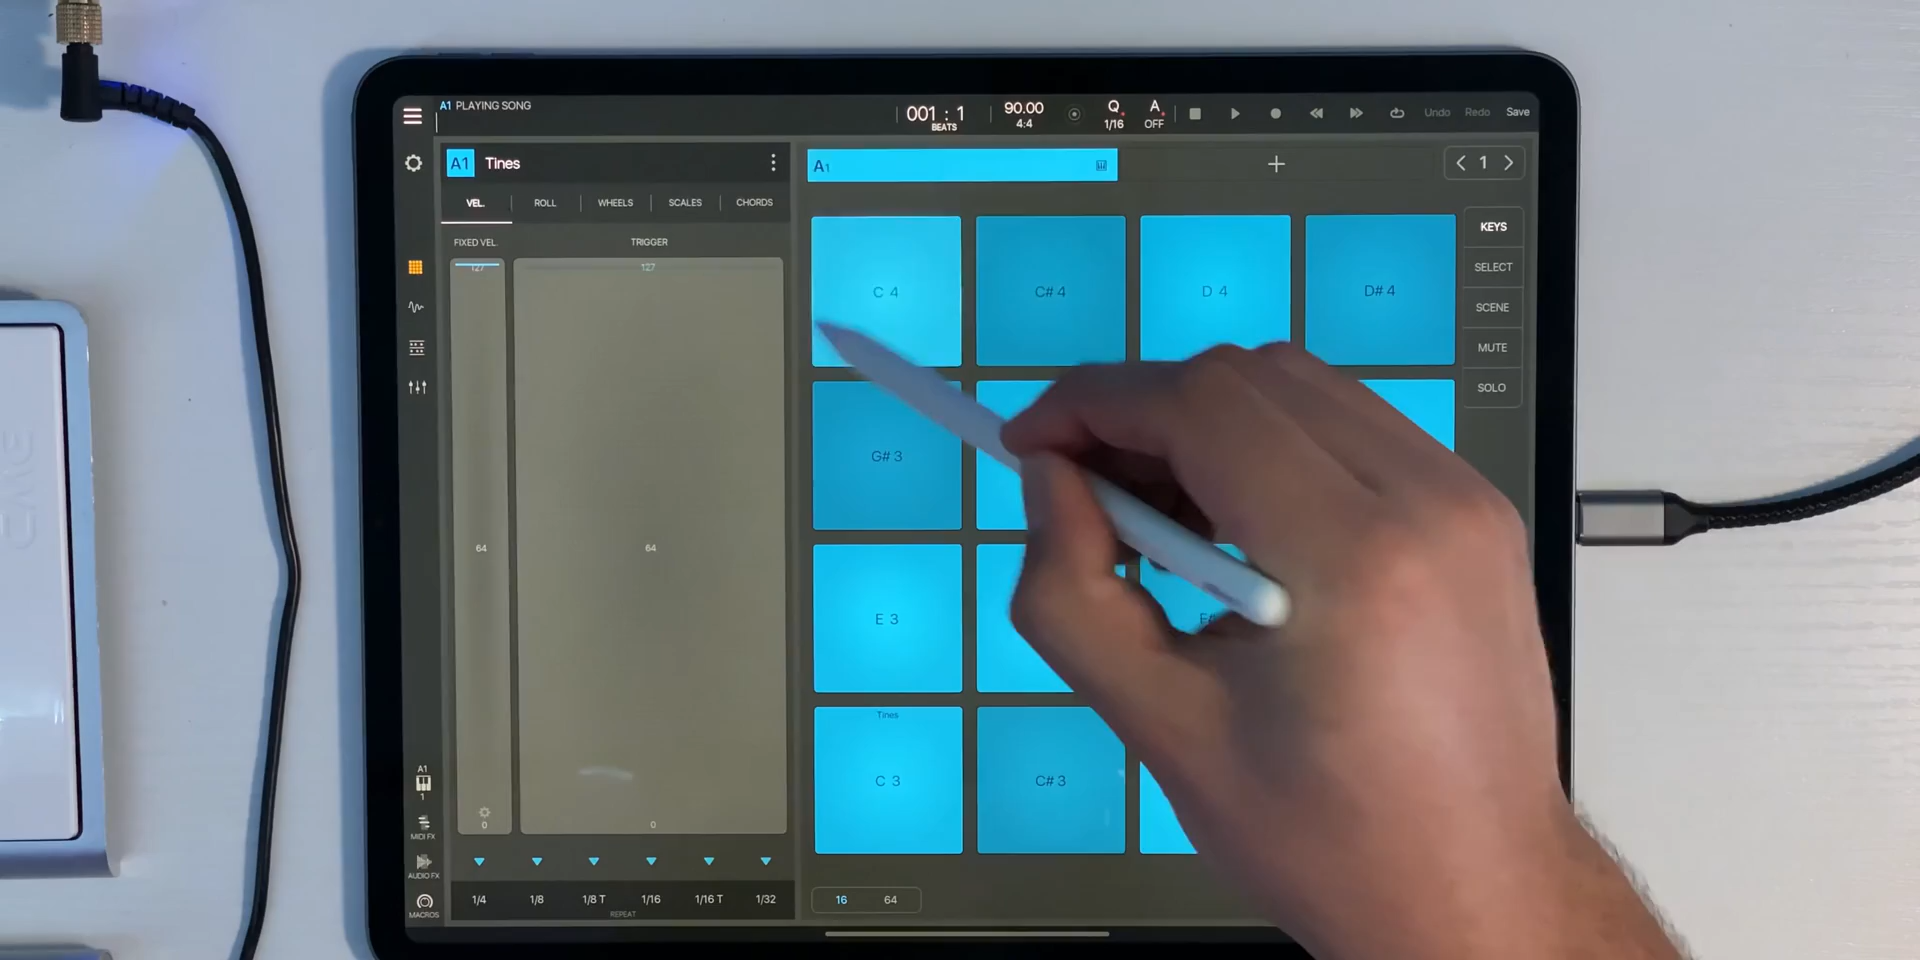 A1 PLAYING SONG
001 : 1
BEATS
90.00
4:4
Q
1/16
A
OFF
Undo
Redo
Save
A1 Tines
A1
1
VEL.
ROLL
WHEELS
SCALES
CHORDS
FIXED VEL.
TRIGGER
127
127
64
64
0
0
C 4
C# 4
D 4
D# 4
G# 3
E 3
Tines
C 3
C# 3
KEYS
SELECT
SCENE
MUTE
SOLO
A1
1
MIDI FX
AUDIO FX
MACROS
1/4
1/8
1/8 T
1/16
1/16 T
1/32
REPEAT
16
64